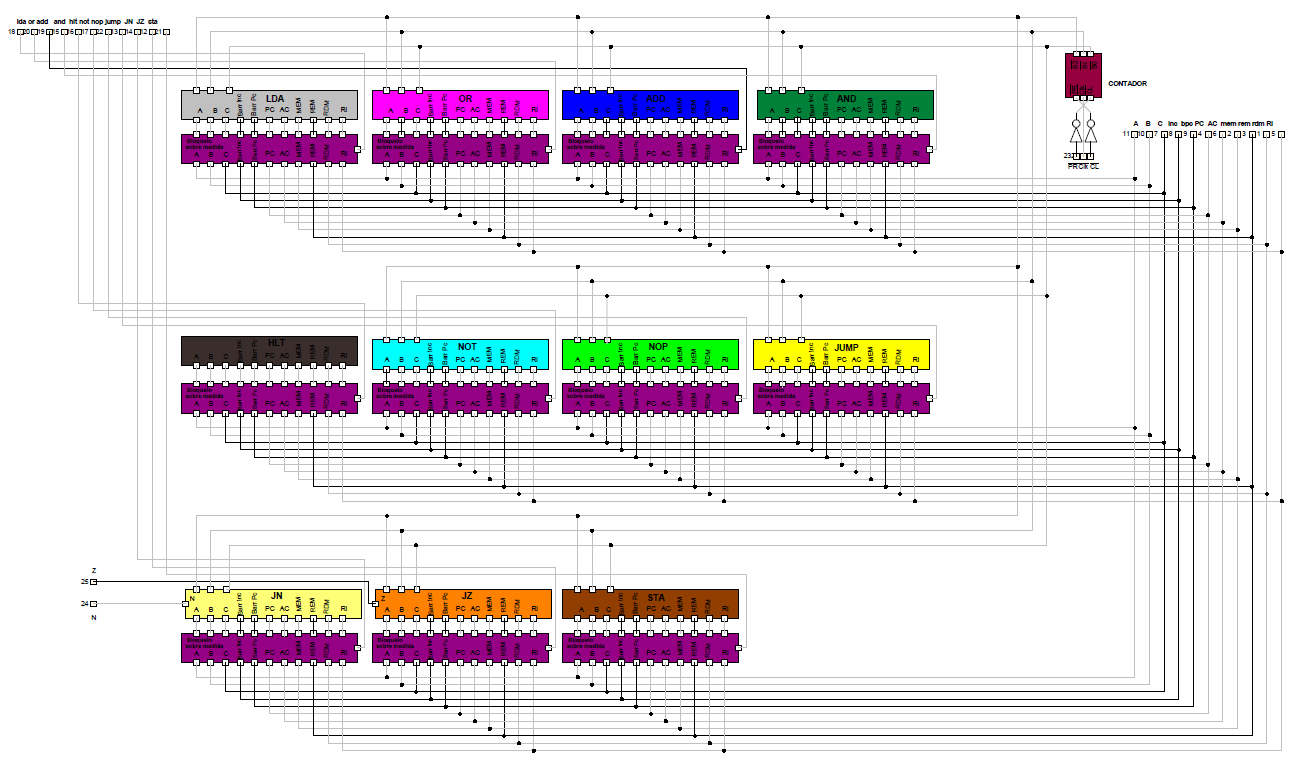 lda or add and hlt not nop jump JN JZ sta
18 20 19 15 16 17 22 13 14 12 21
CONTADOR
A B C Inc bpc PC AC mem rem rdm RI
11 10 7 8 9 4 6 2 3 1 5
23
PR Clk CL
LDA
A B C Barr Inc Barr Pc PC AC MEM REM RDM RI
OR
A B C Barr Inc Barr Pc PC AC MEM REM RDM RI
ADD
A B C Barr Inc Barr Pc PC AC MEM REM RDM RI
AND
A B C Barr Inc Barr Pc PC AC MEM REM RDM RI
Bloqueio
sobre medida
A B C Barr Inc Barr Pc PC AC MEM REM RDM RI
Bloqueio
sobre medida
A B C Barr Inc Barr Pc PC AC MEM REM RDM RI
Bloqueio
sobre medida
A B C Barr Inc Barr Pc PC AC MEM REM RDM RI
Bloqueio
sobre medida
A B C Barr Inc Barr Pc PC AC MEM REM RDM RI
HLT
A B C Barr Inc Barr Pc PC AC MEM REM RDM RI
NOT
A B C Barr Inc Barr Pc PC AC MEM REM RDM RI
NOP
A B C Barr Inc Barr Pc PC AC MEM REM RDM RI
JUMP
A B C Barr Inc Barr Pc PC AC MEM REM RDM RI
Bloqueio
sobre medida
A B C Barr Inc Barr Pc PC AC MEM REM RDM RI
Bloqueio
sobre medida
A B C Barr Inc Barr Pc PC AC MEM REM RDM RI
Bloqueio
sobre medida
A B C Barr Inc Barr Pc PC AC MEM REM RDM RI
Bloqueio
sobre medida
A B C Barr Inc Barr Pc PC AC MEM REM RDM RI
Z
25
24
N
JN
N
A B C Barr Inc Barr Pc PC AC MEM REM RDM RI
JZ
Z
A B C Barr Inc Barr Pc PC AC MEM REM RDM RI
STA
A B C Barr Inc Barr Pc PC AC MEM REM RDM RI
Bloqueio
sobre medida
A B C Barr Inc Barr Pc PC AC MEM REM RDM RI
Bloqueio
sobre medida
A B C Barr Inc Barr Pc PC AC MEM REM RDM RI
Bloqueio
sobre medida
A B C Barr Inc Barr Pc PC AC MEM REM RDM RI